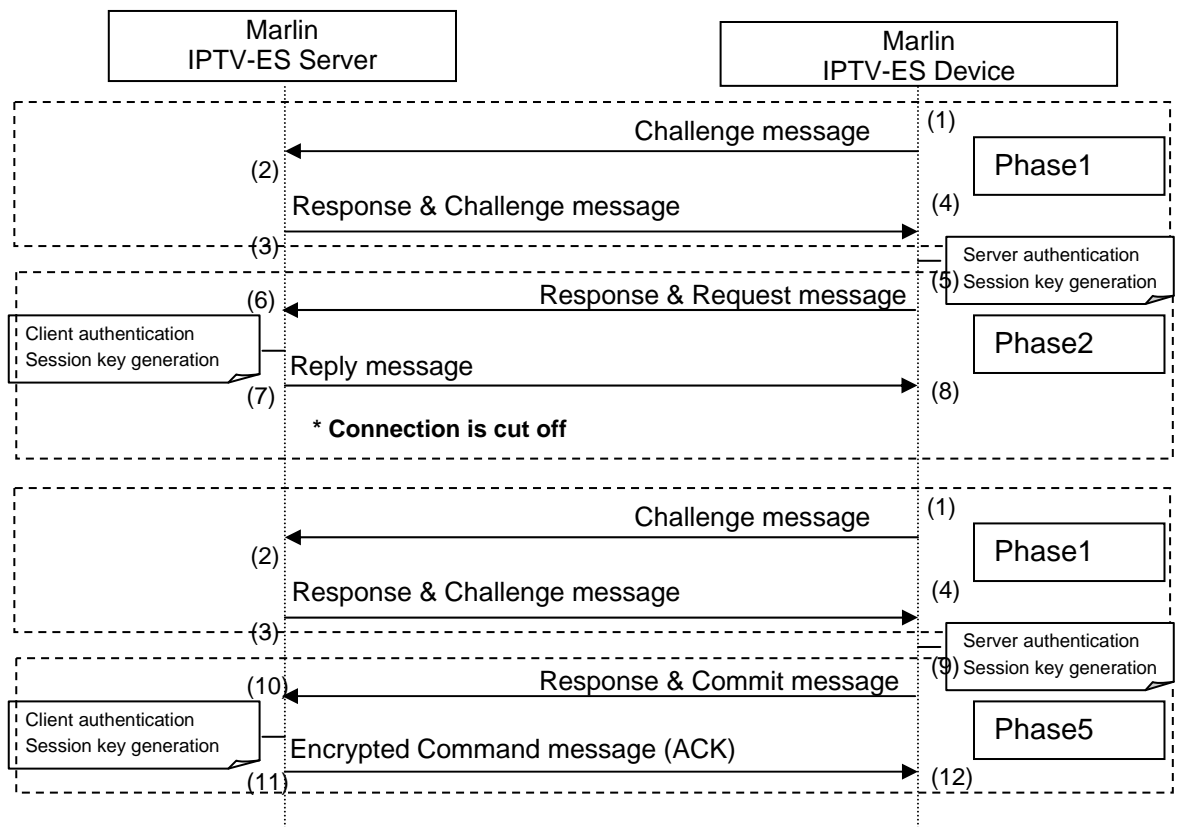 Marlin
IPTV-ES Server
Marlin
IPTV-ES Device
Challenge message
(1)
(2)
Phase1
Response & Challenge message
(4)
(3)
Server authentication
Session key generation
(5)
(6)
Response & Request message
Client authentication
Session key generation
Phase2
Reply message
(7)
(8)
* Connection is cut off
Challenge message
(1)
(2)
Phase1
Response & Challenge message
(4)
(3)
Server authentication
Session key generation
(9)
(10)
Response & Commit message
Client authentication
Session key generation
Phase5
Encrypted Command message (ACK)
(11)
(12)